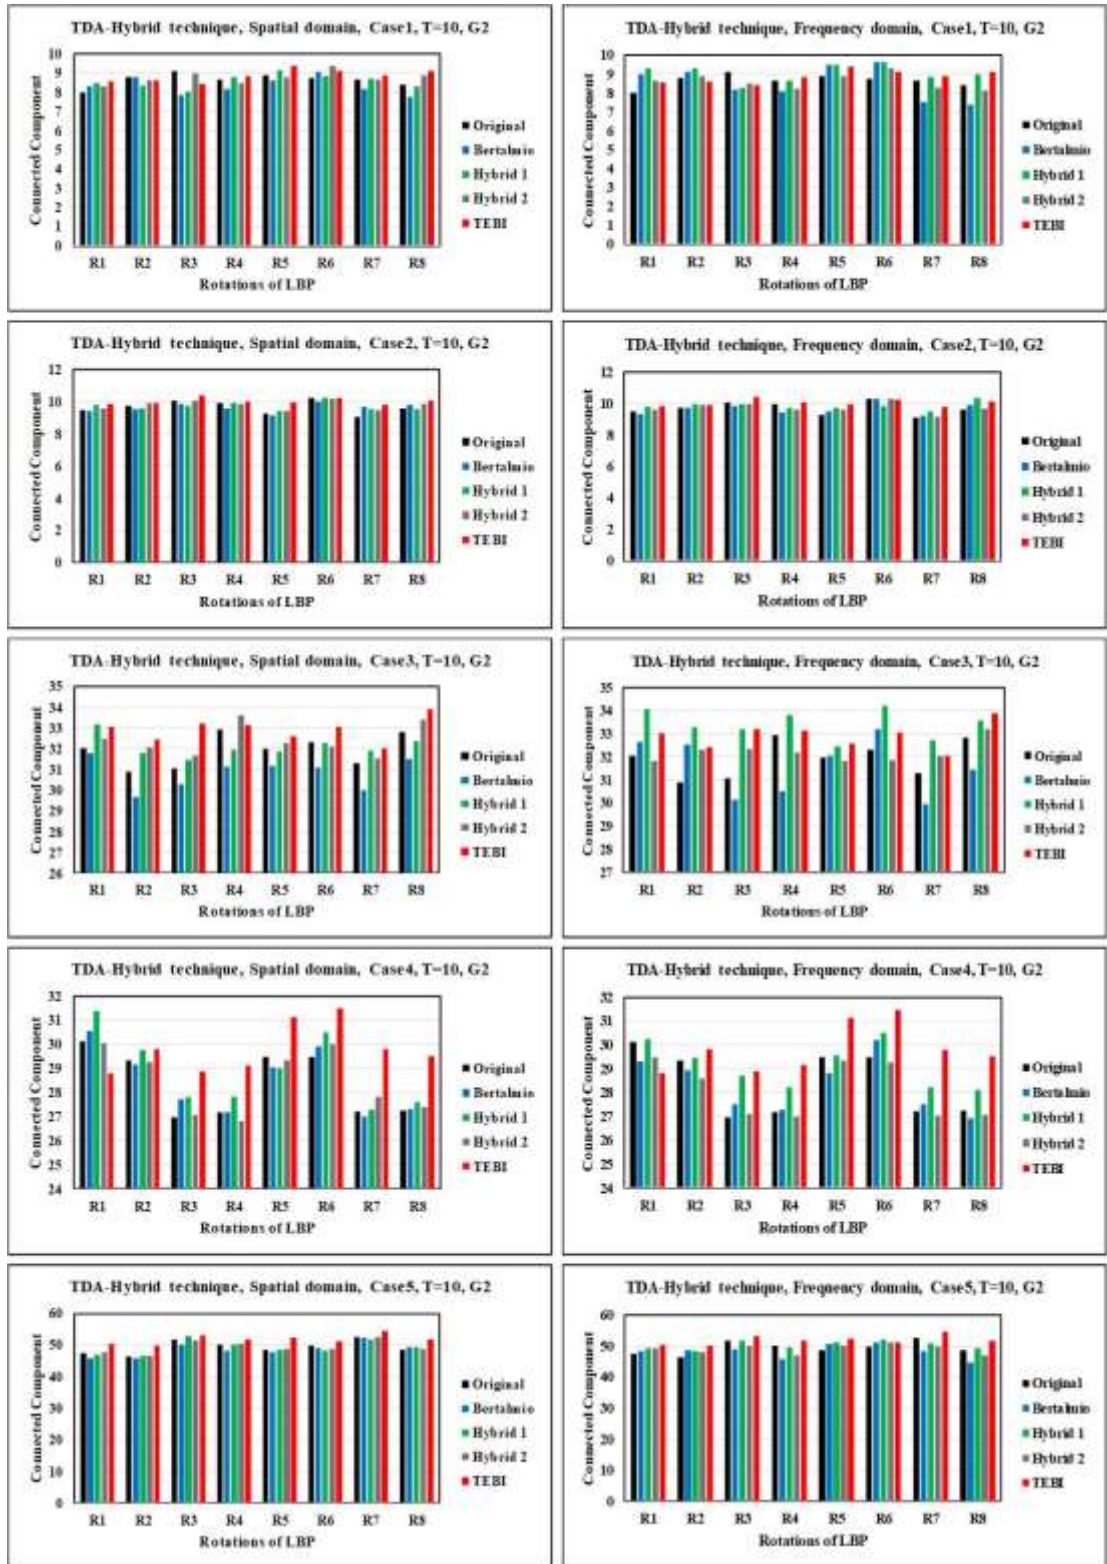 TDA-Hybrid technique, Spatial domain, Case1, T=10, G2
Connected Component
10
9
8
7
6
5
4
3
2
1
0
R1 R2 R3 R4 R5 R6 R7 R8
Rotations of LBP
Original
Bertalmio
Hybrid 1
Hybrid 2
TEBI
TDA-Hybrid technique, Frequency domain, Case1, T=10, G2
Connected Component
10
9
8
7
6
5
4
3
2
1
0
R1 R2 R3 R4 R5 R6 R7 R8
Rotations of LBP
Original
Bertalmio
Hybrid 1
Hybrid 2
TEBI
TDA-Hybrid technique, Spatial domain, Case2, T=10, G2
Connected Component
12
10
8
6
4
2
0
R1 R2 R3 R4 R5 R6 R7 R8
Rotations of LBP
Original
Bertalmio
Hybrid 1
Hybrid 2
TEBI
TDA-Hybrid technique, Frequency domain, Case2, T=10, G2
Connected Component
12
10
8
6
4
2
0
R1 R2 R3 R4 R5 R6 R7 R8
Rotations of LBP
Original
Bertalmio
Hybrid 1
Hybrid 2
TEBI
TDA-Hybrid technique, Spatial domain, Case3, T=10, G2
Connected Component
35
34
33
32
31
30
29
28
27
26
R1 R2 R3 R4 R5 R6 R7 R8
Rotations of LBP
Original
Bertalmio
Hybrid 1
Hybrid 2
TEBI
TDA-Hybrid technique, Frequency domain, Case3, T=10, G2
Connected Component
35
34
33
32
31
30
29
28
27
R1 R2 R3 R4 R5 R6 R7 R8
Rotations of LBP
Original
Bertalmio
Hybrid 1
Hybrid 2
TEBI
TDA-Hybrid technique, Spatial domain, Case4, T=10, G2
Connected Component
32
31
30
29
28
27
26
25
24
R1 R2 R3 R4 R5 R6 R7 R8
Rotations of LBP
Original
Bertalmio
Hybrid 1
Hybrid 2
TEBI
TDA-Hybrid technique, Frequency domain, Case4, T=10, G2
Connected Component
32
31
30
29
28
27
26
25
24
R1 R2 R3 R4 R5 R6 R7 R8
Rotations of LBP
Original
Bertalmio
Hybrid 1
Hybrid 2
TEBI
TDA-Hybrid technique, Spatial domain, Case5, T=10, G2
Connected Component
60
50
40
30
20
10
0
R1 R2 R3 R4 R5 R6 R7 R8
Rotations of LBP
Original
Bertalmio
Hybrid 1
Hybrid 2
TEBI
TDA-Hybrid technique, Frequency domain, Case5, T=10, G2
Connected Component
60
50
40
30
20
10
0
R1 R2 R3 R4 R5 R6 R7 R8
Rotations of LBP
Original
Bertalmio
Hybrid 1
Hybrid 2
TEBI